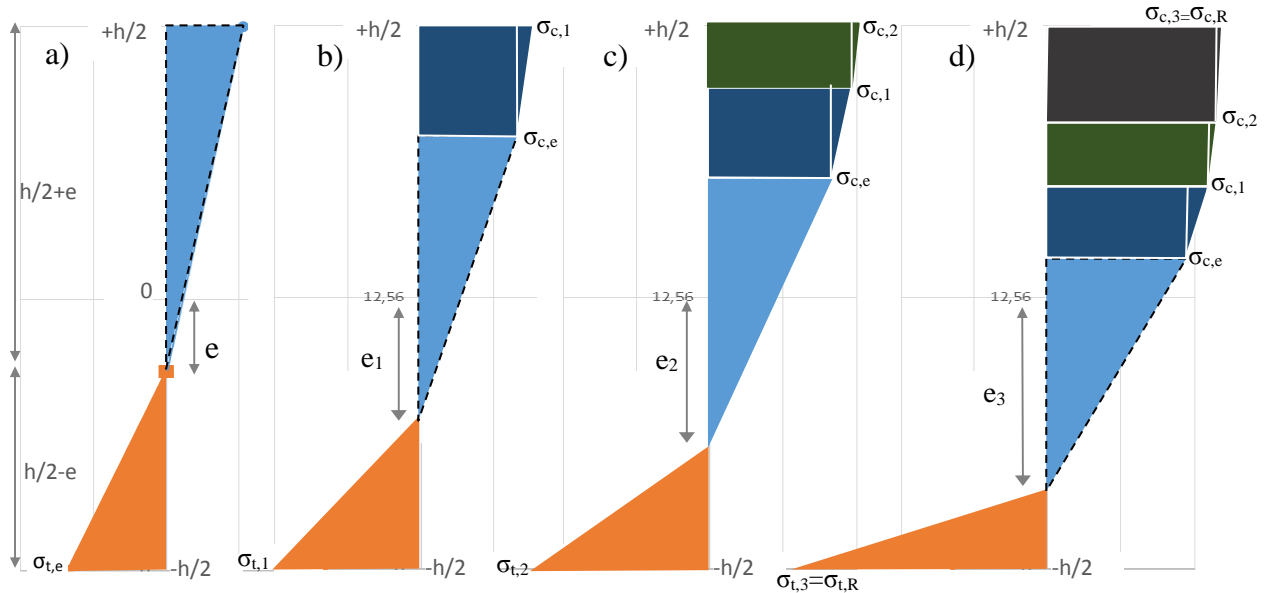 a)
+h/2
h/2+e
0
e
h/2-e
σt,e
-h/2
b)
+h/2
σc,1
σc,e
12,56
e1
σt,1
-h/2
c)
+h/2
σc,2
σc,1
σc,e
12,56
e2
σt,2
-h/2
d)
+h/2
σc,3=σc,R
σc,2
σc,1
σc,e
12,56
e3
σt,3=σt,R
-h/2